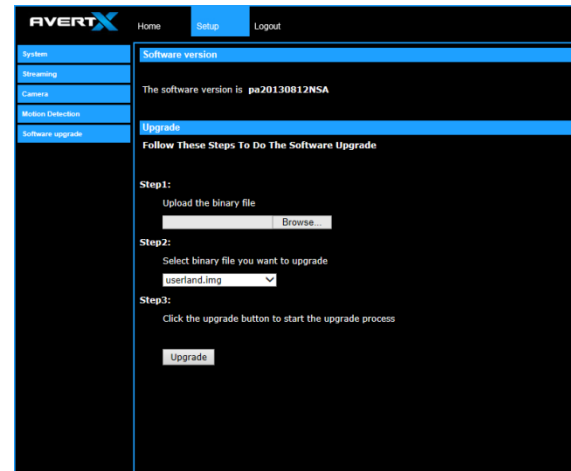 AVERTX Home Setup Logout
System
Streaming
Camera
Motion Detection
Software upgrade
Software version
The software version is pa20130812NSA
Upgrade
Follow These Steps To Do The Software Upgrade
Step1:
Upload the binary file
Browse...
Step2:
Select binary file you want to upgrade
userland.img
Step3:
Click the upgrade button to start the upgrade process
Upgrade